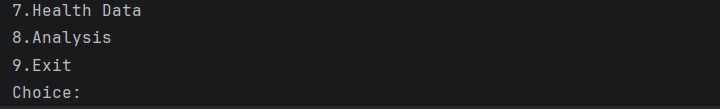 7.Health Data
8.Analysis
9.Exit
Choice: